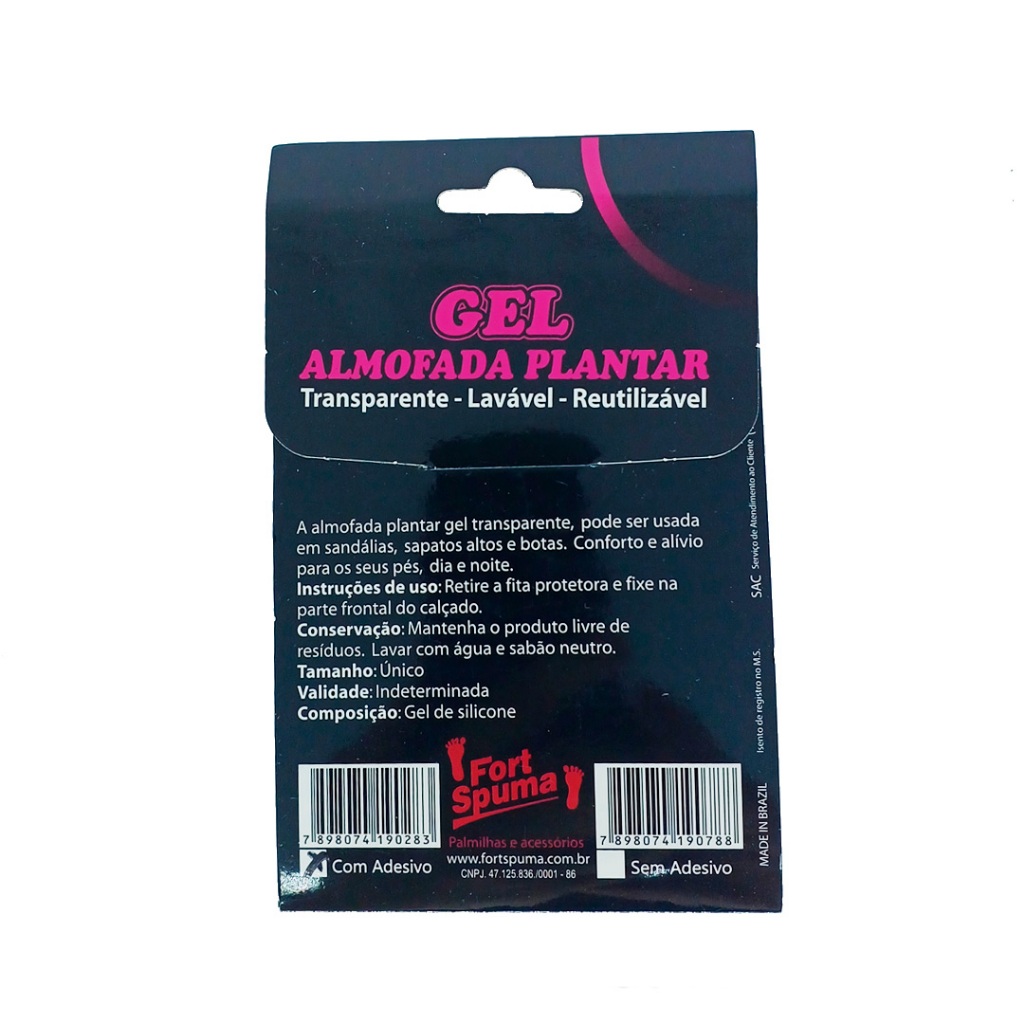 GEL
ALMOFADA PLANTAR
Transparente - Lavável - Reutilizável
A almofada plantar gel transparente, pode ser usada
em sandálias, sapatos altos e botas. Conforto e alívio
para os seus pés, dia e noite.
Instruções de uso: Retire a fita protetora e fixe na
parte frontal do calçado.
Conservação: Mantenha o produto livre de
resíduos. Lavar com água e sabão neutro.
Tamanho: Único
Validade: Indeterminada
Composição: Gel de silicone
Fort
Spuma
Palmilhas e acessórios
www.fortspuma.com.br
CNPJ. 47.125.836./0001 - 86
7 898074 190283
Com Adesivo
7 898074 190788
Sem Adesivo
SAC Serviço de Atendimento ao Cliente
Isento de registro no M.S.
MADE IN BRAZIL